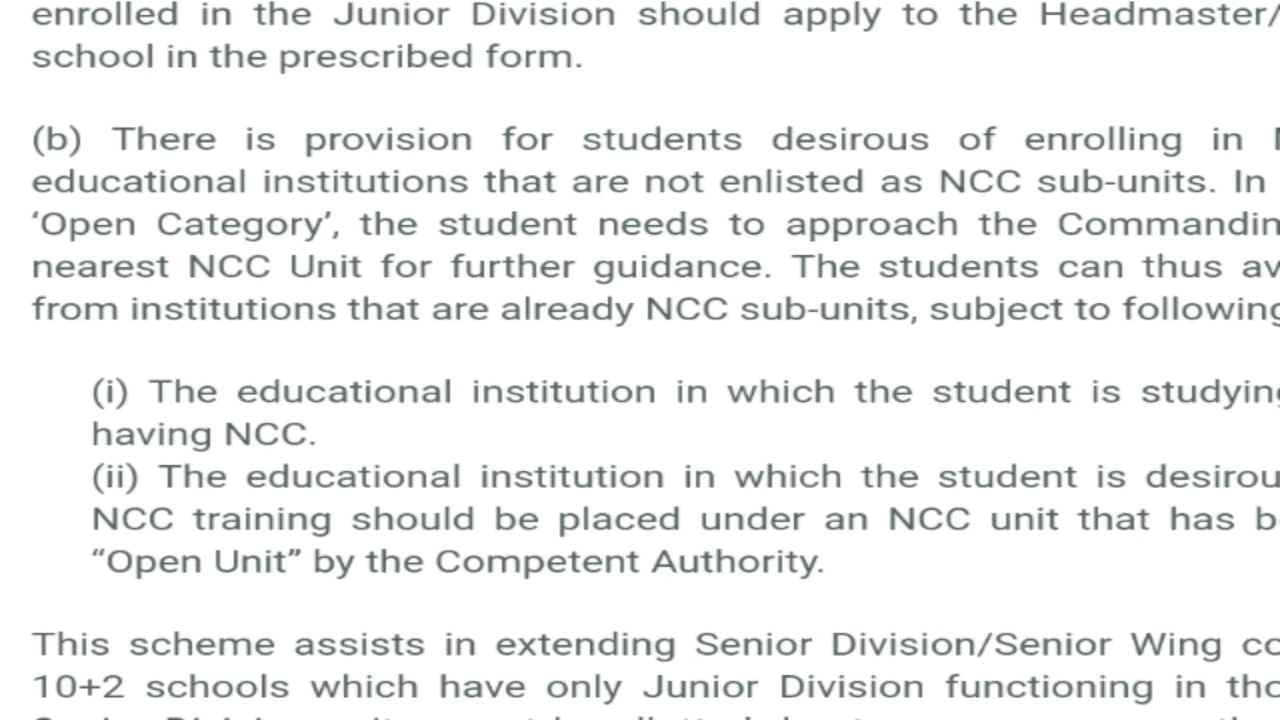 enrolled in the Junior Division should apply to the Headmaster/
school in the prescribed form.
(b) There is provision for students desirous of enrolling in
educational institutions that are not enlisted as NCC sub-units. In
‘Open Category’, the student needs to approach the
nearest NCC Unit for further guidance. The students can thus
from institutions that are already NCC sub-units, subject to following
(i) The educational institution in which the student is
having NCC.
(ii) The educational institution in which the student is
NCC training should be placed under an NCC unit that has
“Open Unit” by the Competent Authority.
This scheme assists in extending Senior Division/Senior Wing
10+2 schools which have only Junior Division functioning in